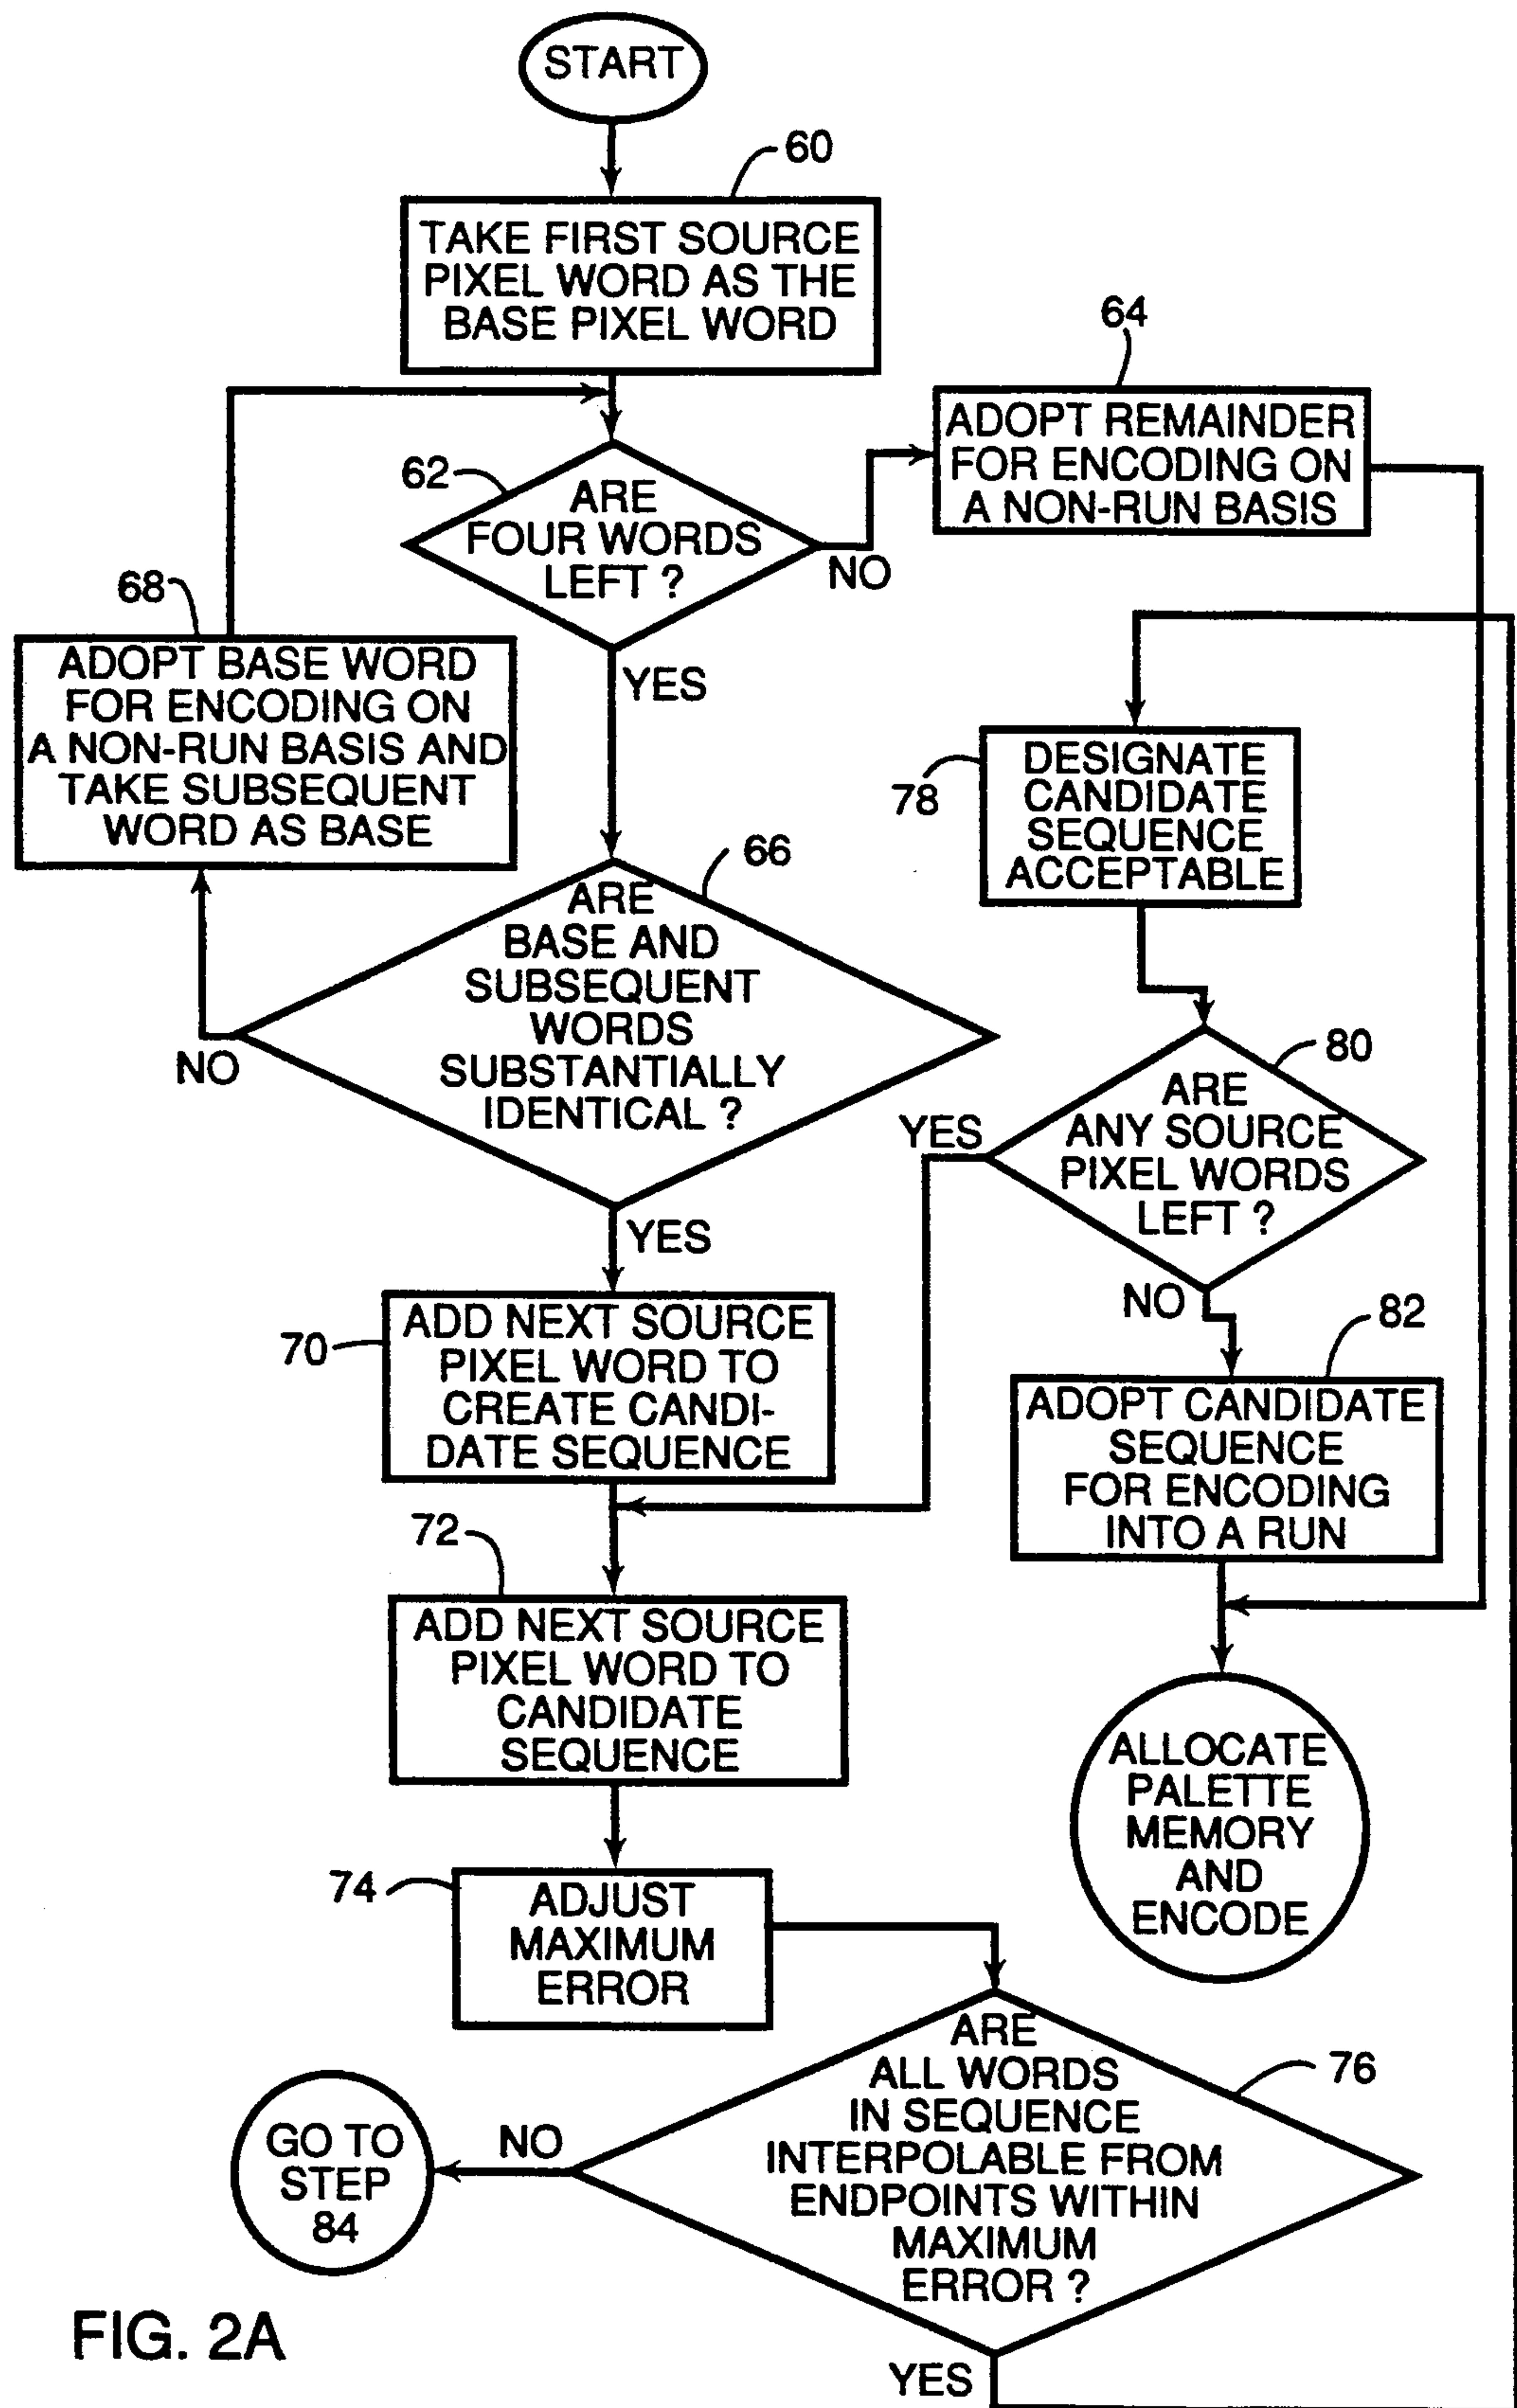 START
60
TAKE FIRST SOURCE
PIXEL WORD AS THE
BASE PIXEL WORD
64
ADOPT REMAINDER
FOR ENCODING ON
A NON-RUN BASIS
62
ARE
FOUR WORDS
LEFT ?
NO
YES
68
ADOPT BASE WORD
FOR ENCODING ON
A NON-RUN BASIS AND
TAKE SUBSEQUENT
WORD AS BASE
66
ARE
BASE AND
SUBSEQUENT
WORDS
SUBSTANTIALLY
IDENTICAL ?
NO
YES
78
DESIGNATE
CANDIDATE
SEQUENCE
ACCEPTABLE
80
ARE
ANY SOURCE
PIXEL WORDS
LEFT ?
YES
NO
70
ADD NEXT SOURCE
PIXEL WORD TO
CREATE CANDI-
DATE SEQUENCE
82
ADOPT CANDIDATE
SEQUENCE
FOR ENCODING
INTO A RUN
72
ADD NEXT SOURCE
PIXEL WORD TO
CANDIDATE
SEQUENCE
ALLOCATE
PALETTE
MEMORY
AND
ENCODE
74
ADJUST
MAXIMUM
ERROR
76
ARE
ALL WORDS
IN SEQUENCE
INTERPOLABLE FROM
ENDPOINTS WITHIN
MAXIMUM
ERROR ?
NO
GO TO
STEP
84
YES
FIG. 2A